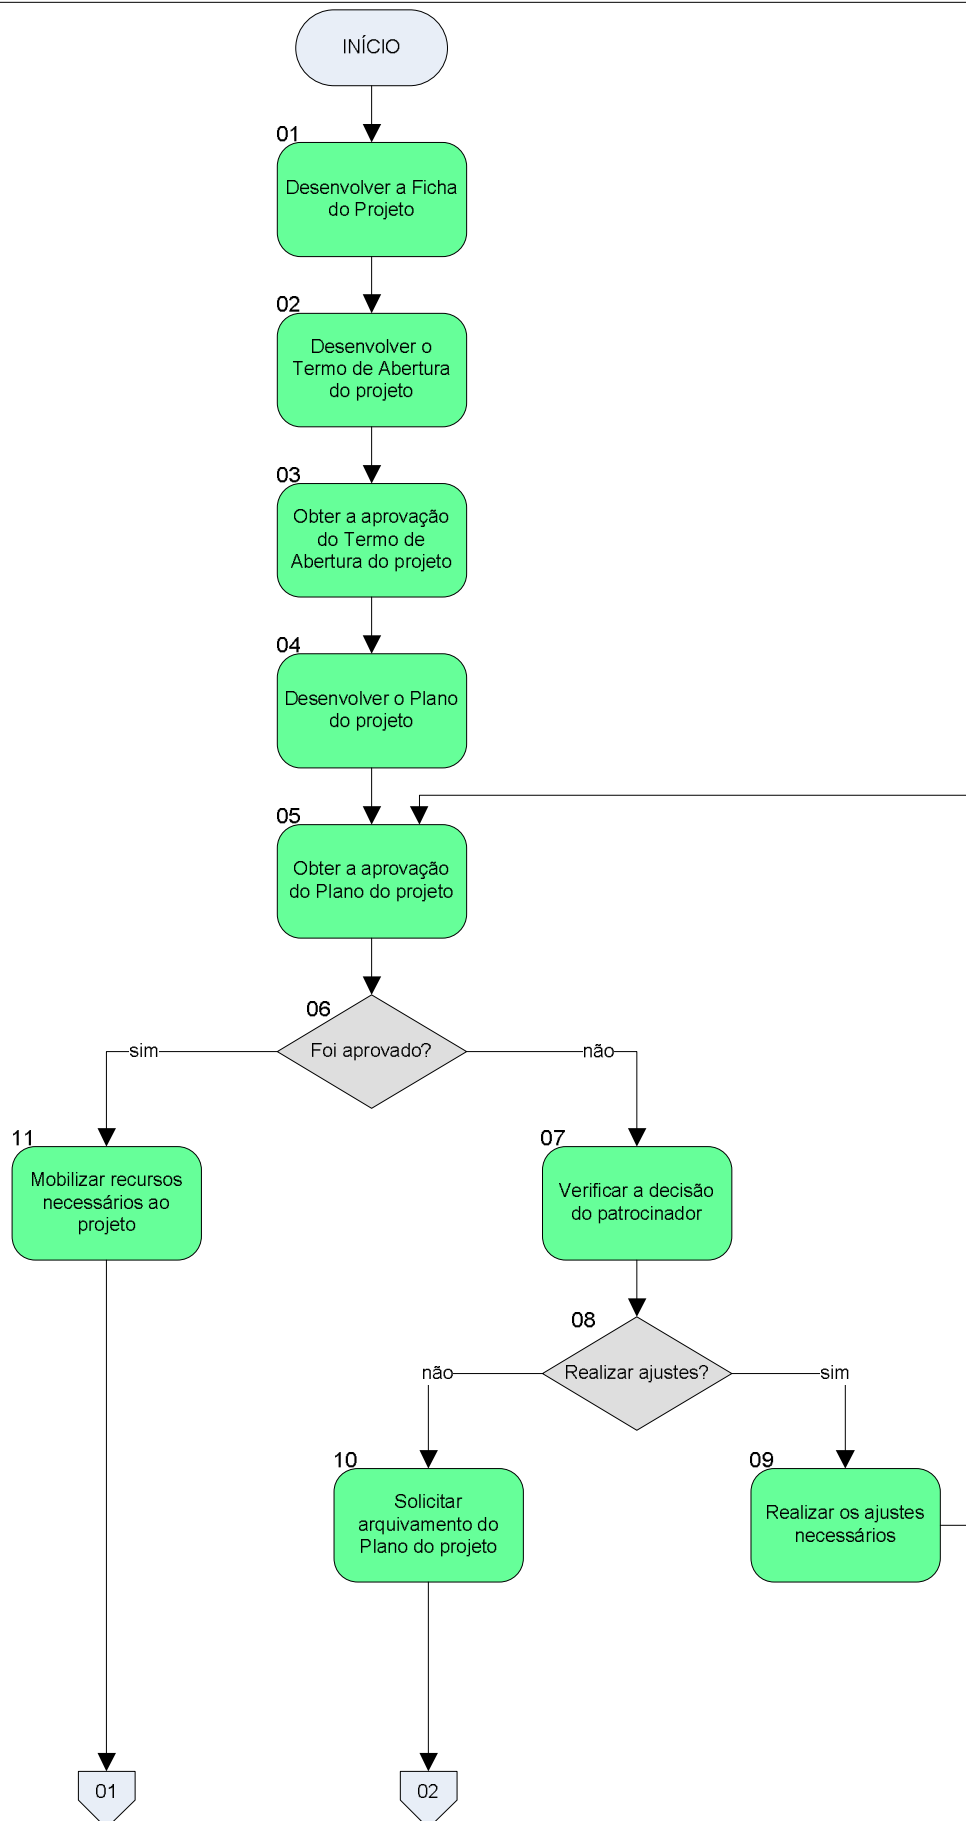 INÍCIO
01
Desenvolver a Ficha
do Projeto
02
Desenvolver o
Termo de Abertura
do projeto
03
Obter a aprovação
do Termo de
Abertura do projeto
04
Desenvolver o Plano
do projeto
05
Obter a aprovação
do Plano do projeto
06
Foi aprovado?
sim
não
11
Mobilizar recursos
necessários ao
projeto
07
Verificar a decisão
do patrocinador
08
Realizar ajustes?
não
sim
10
Solicitar
arquivamento do
Plano do projeto
09
Realizar os ajustes
necessários
01
02